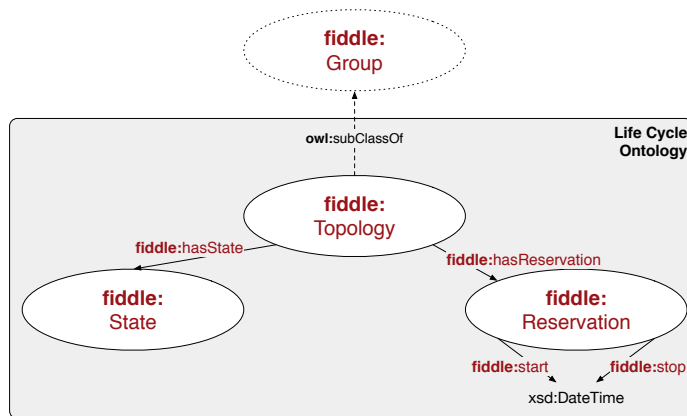 fiddle:
Group
Life Cycle
Ontology
owl:subClassOf
fiddle:
Topology
fiddle:hasState
fiddle:hasReservation
fiddle:
State
fiddle:
Reservation
fiddle:start
fiddle:stop
xsd:DateTime